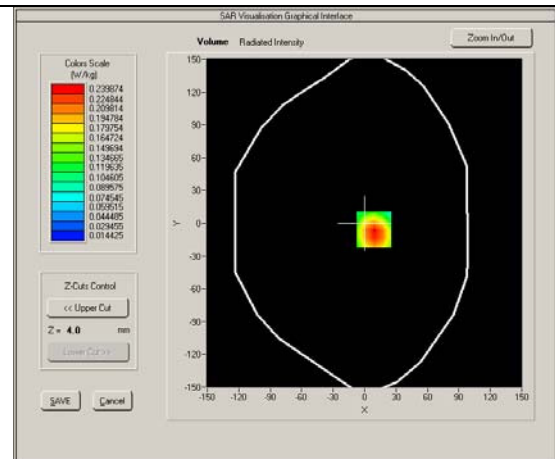 SAR Visualisation Graphical Interface
Volume Radiated Intensity
Zoom In/Out
Colors Scale
(W/kg)
0.239874
0.224844
0.209814
0.194784
0.179754
0.164724
0.149694
0.134665
0.119635
0.104605
0.089575
0.074545
0.059515
0.044485
0.029455
0.014425
Z-Cuts Control
<< Upper Cut
Z = 4.0 mm
Lower Cut >>
SAVE Cancel
150
120
90
60
30
0
-30
-60
-90
-120
-150
Y
-150 -120 -90 -60 -30 0 30 60 90 120 150
X